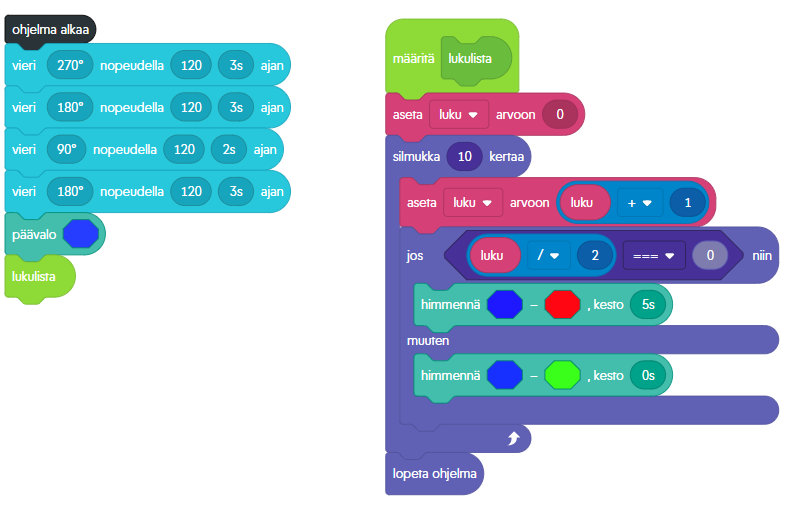 ohjelma alkaa
vieri 270° nopeudella 120 3s ajan
vieri 180° nopeudella 120 3s ajan
vieri 90° nopeudella 120 2s ajan
vieri 180° nopeudella 120 3s ajan
päävalo
lukulista
määritä lukulista
aseta luku arvoon 0
silmukka 10 kertaa
aseta luku arvoon luku + 1
jos luku / 2 === 0 niin
himmennä – , kesto 5s
muuten
himmennä – , kesto 0s
lopeta ohjelma